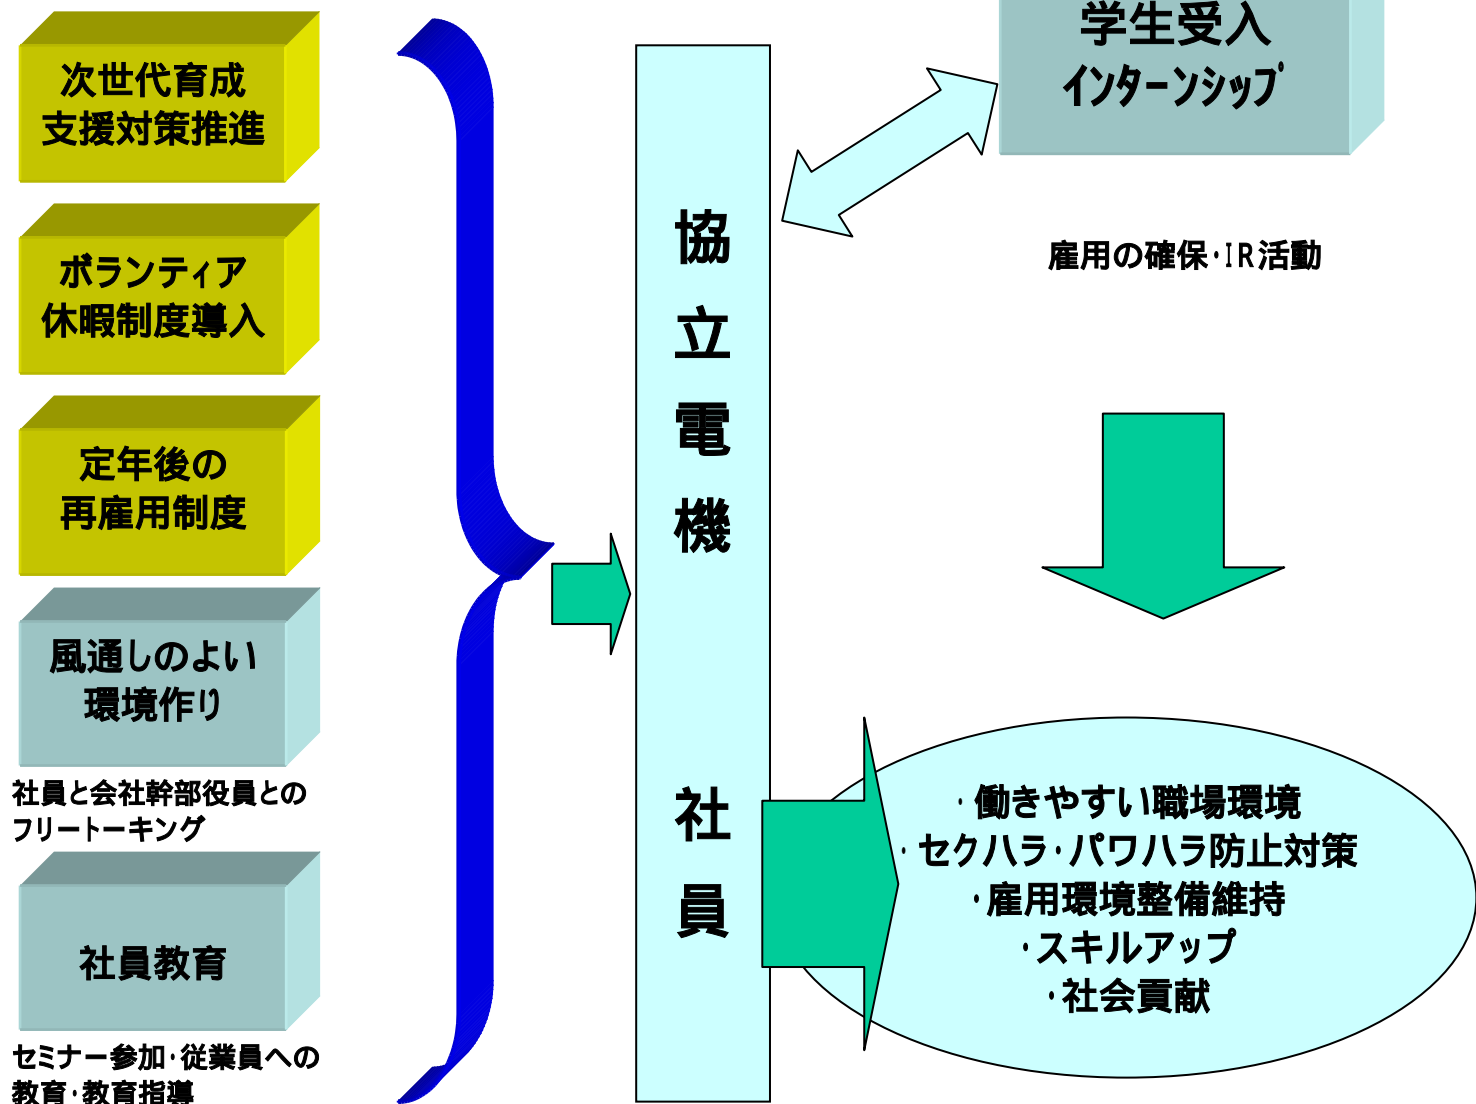 次世代育成
支援対策推進
ボランティア
休暇制度導入
定年後の
再雇用制度
風通しのよい
環境作り
社員と会社幹部役員との
フリートーキング
社員教育
セミナー参加・従業員への
教育・教育指導
協立電機 社員
学生受入
インターンシップ
雇用の確保・IR活動
・働きやすい職場環境
・セクハラ・パワハラ防止対策
・雇用環境整備維持
・スキルアップ
・社会貢献